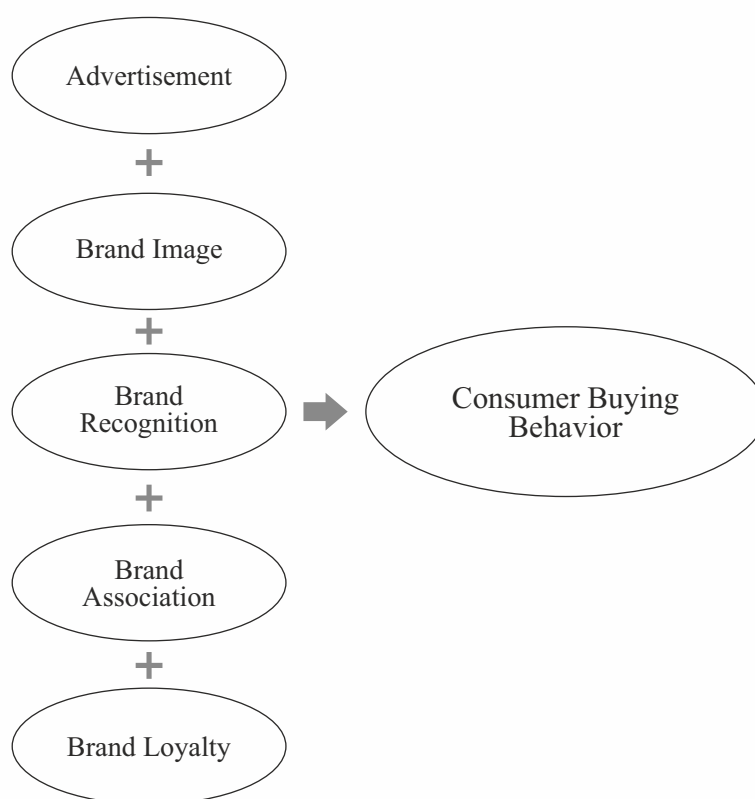 Advertisement
+
Brand Image
+
Brand
Recognition
Consumer Buying
Behavior
+
Brand
Association
+
Brand Loyalty